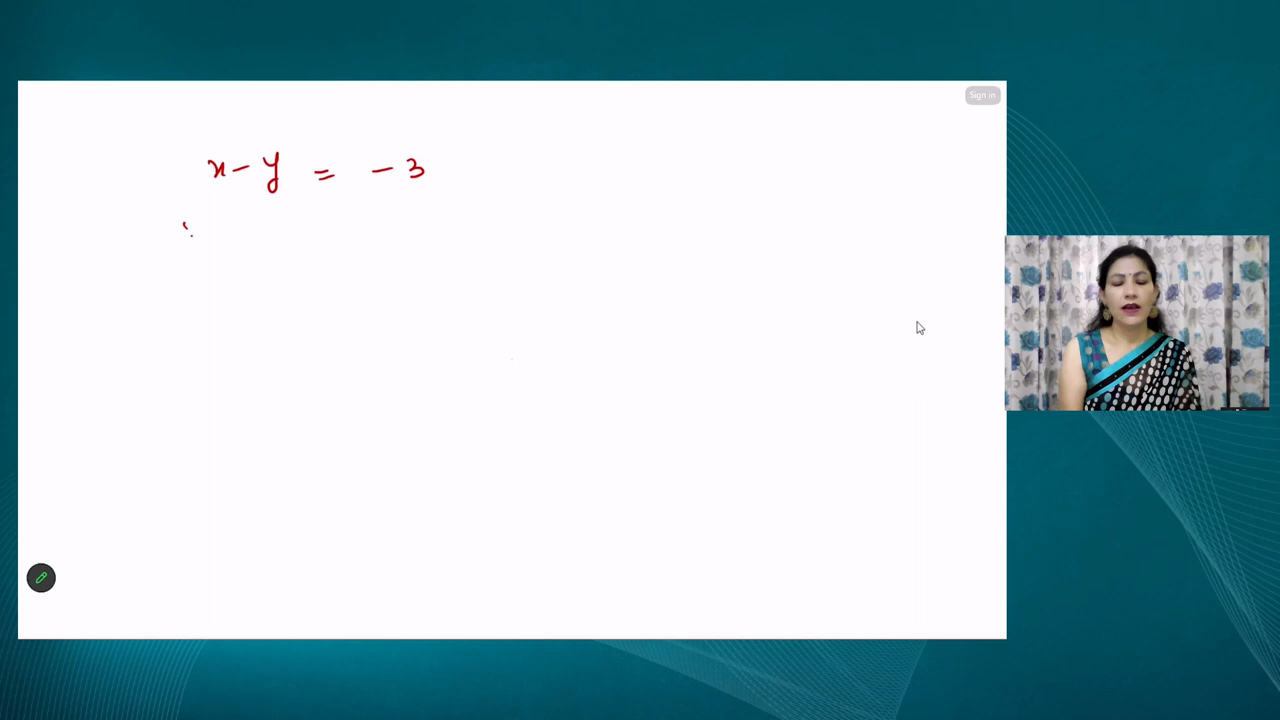 Sign in
x - y = - 3